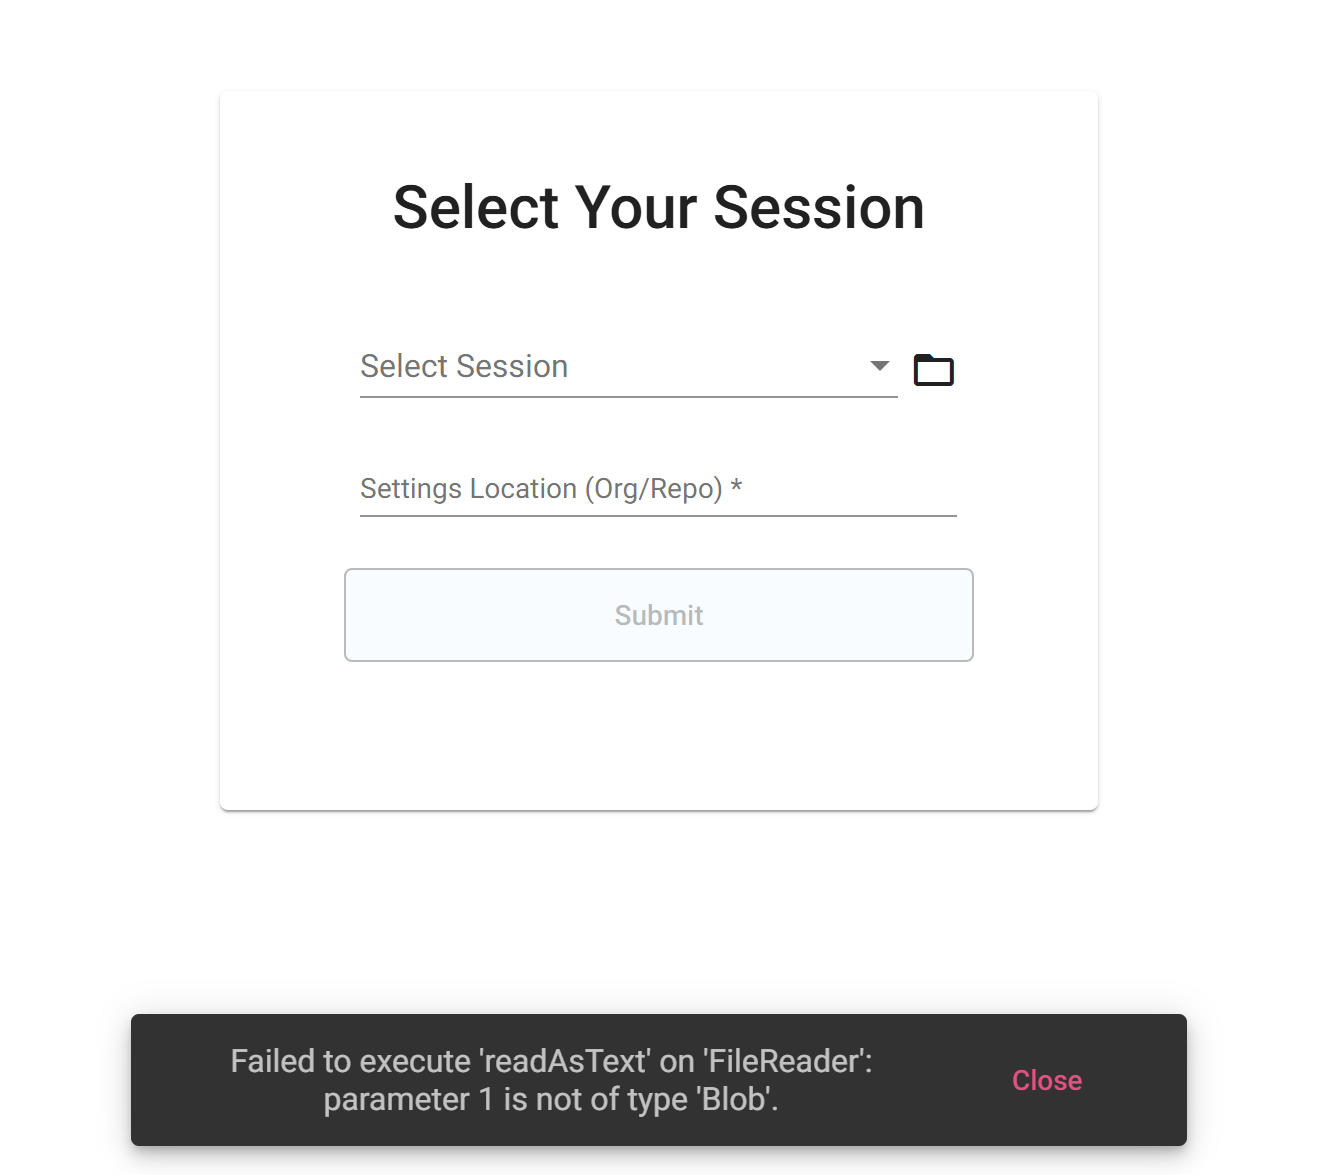 Select Your Session
Select Session
Settings Location (Org/Repo) *
Submit
Failed to execute 'readAsText' on 'FileReader':
parameter 1 is not of type 'Blob'.
Close